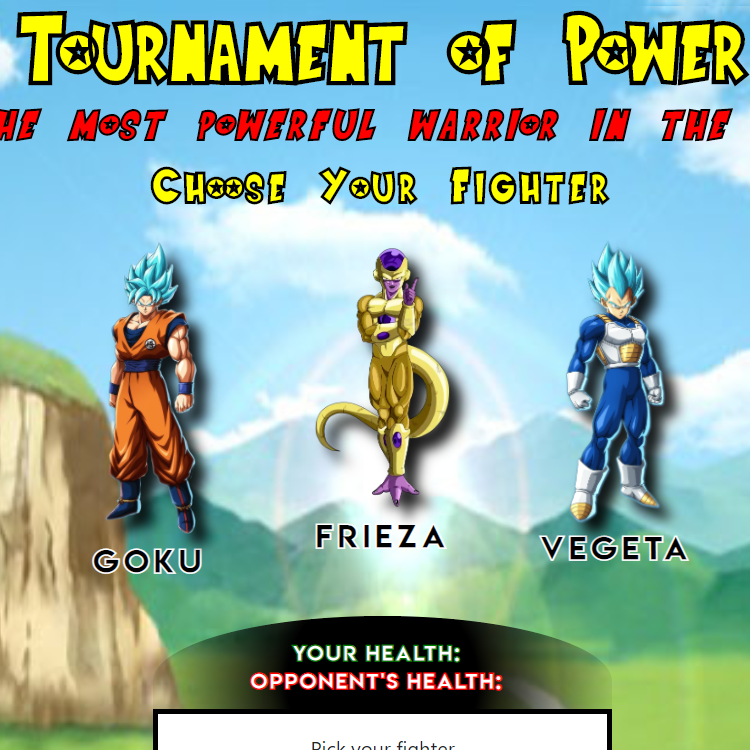 Tournament of Power
HE MOST POWERFUL WARRIOR IN THE
Choose Your Fighter
GOKU
FRIEZA
VEGETA
YOUR HEALTH:
OPPONENT'S HEALTH:
Pick your fighter